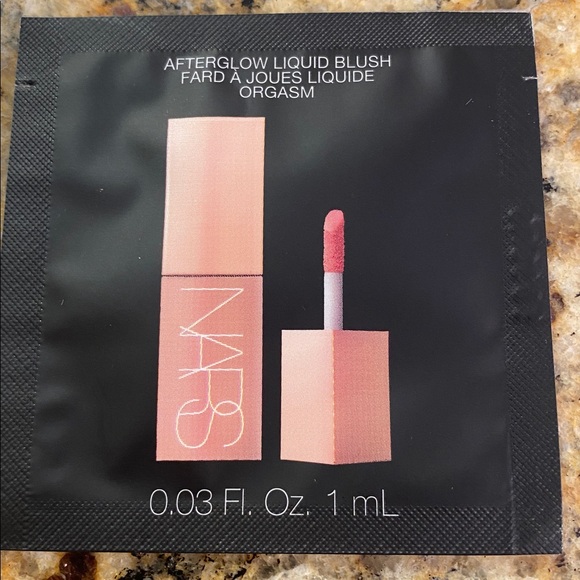 AFTERGLOW LIQUID BLUSH
FARD À JOUES LIQUIDE
ORGASM
NARS
0.03 Fl. Oz. 1 mL